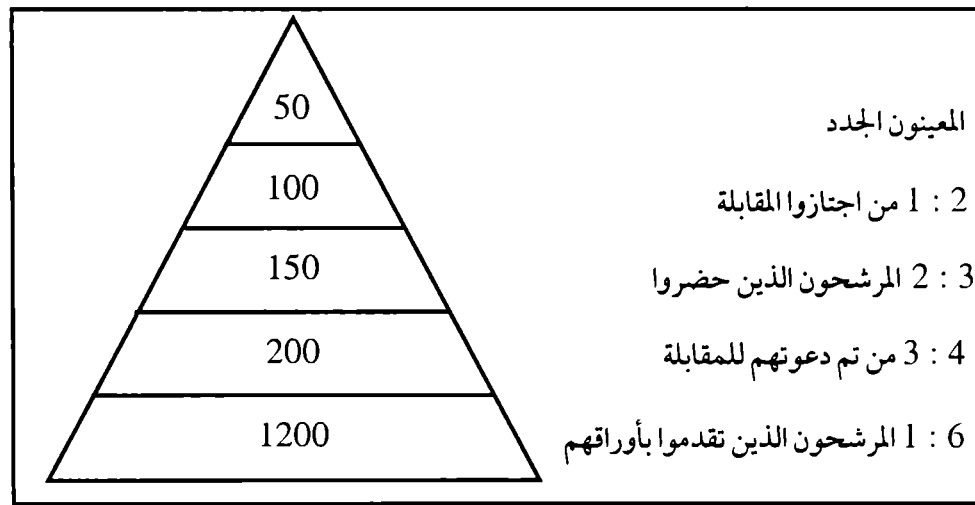 50 المعينون الجدد
100 2 : 1 من اجتازوا المقابلة
150 3 : 2 المرشحون الذين حضروا
200 4 : 3 من تم دعوتهم للمقابلة
1200 6 : 1 المرشحون الذين تقدموا بأوراقهم